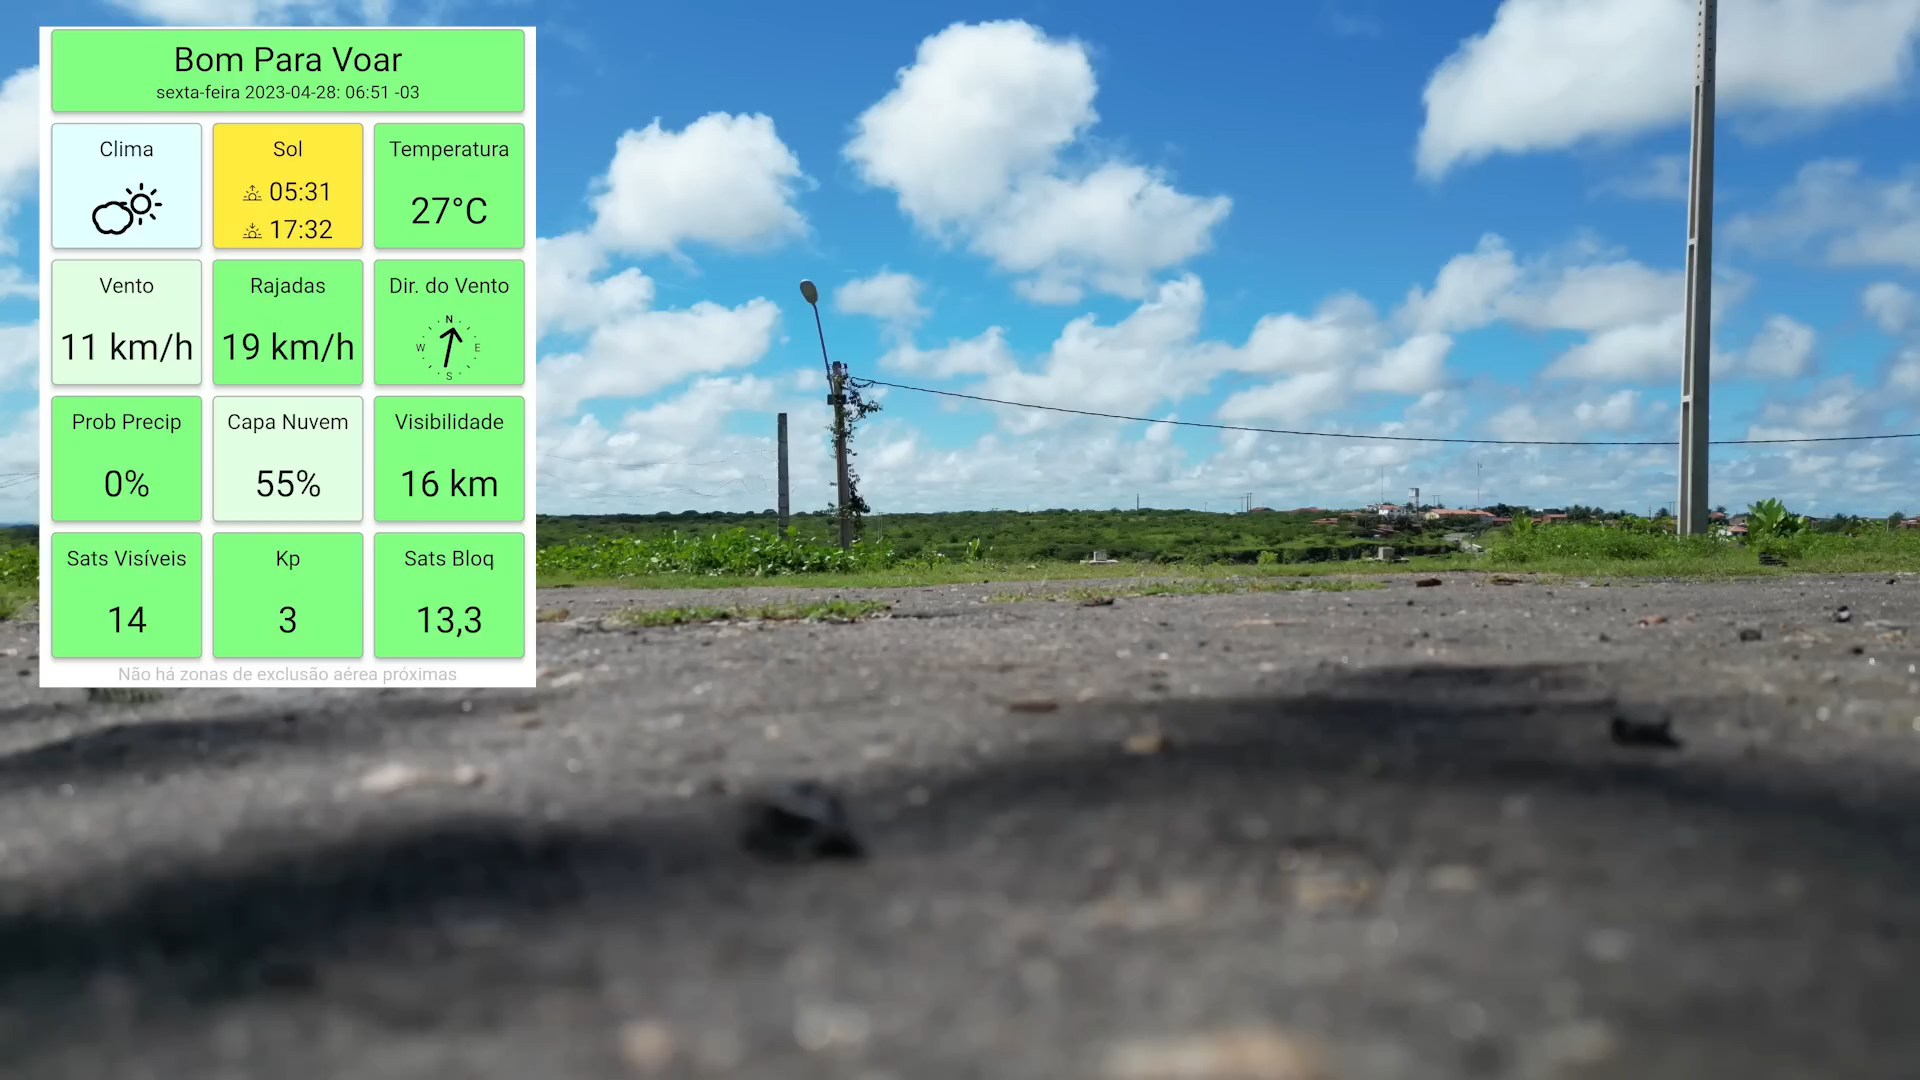 Bom Para Voar
sexta-feira 2023-04-28: 06:51 -03
Clima
Sol
05:31
17:32
Temperatura
27°C
Vento
11 km/h
Rajadas
19 km/h
Dir. do Vento
N
W
E
S
Prob Precip
0%
Capa Nuvem
55%
Visibilidade
16 km
Sats Visíveis
14
Kp
3
Sats Bloq
13,3
Não há zonas de exclusão aérea próximas